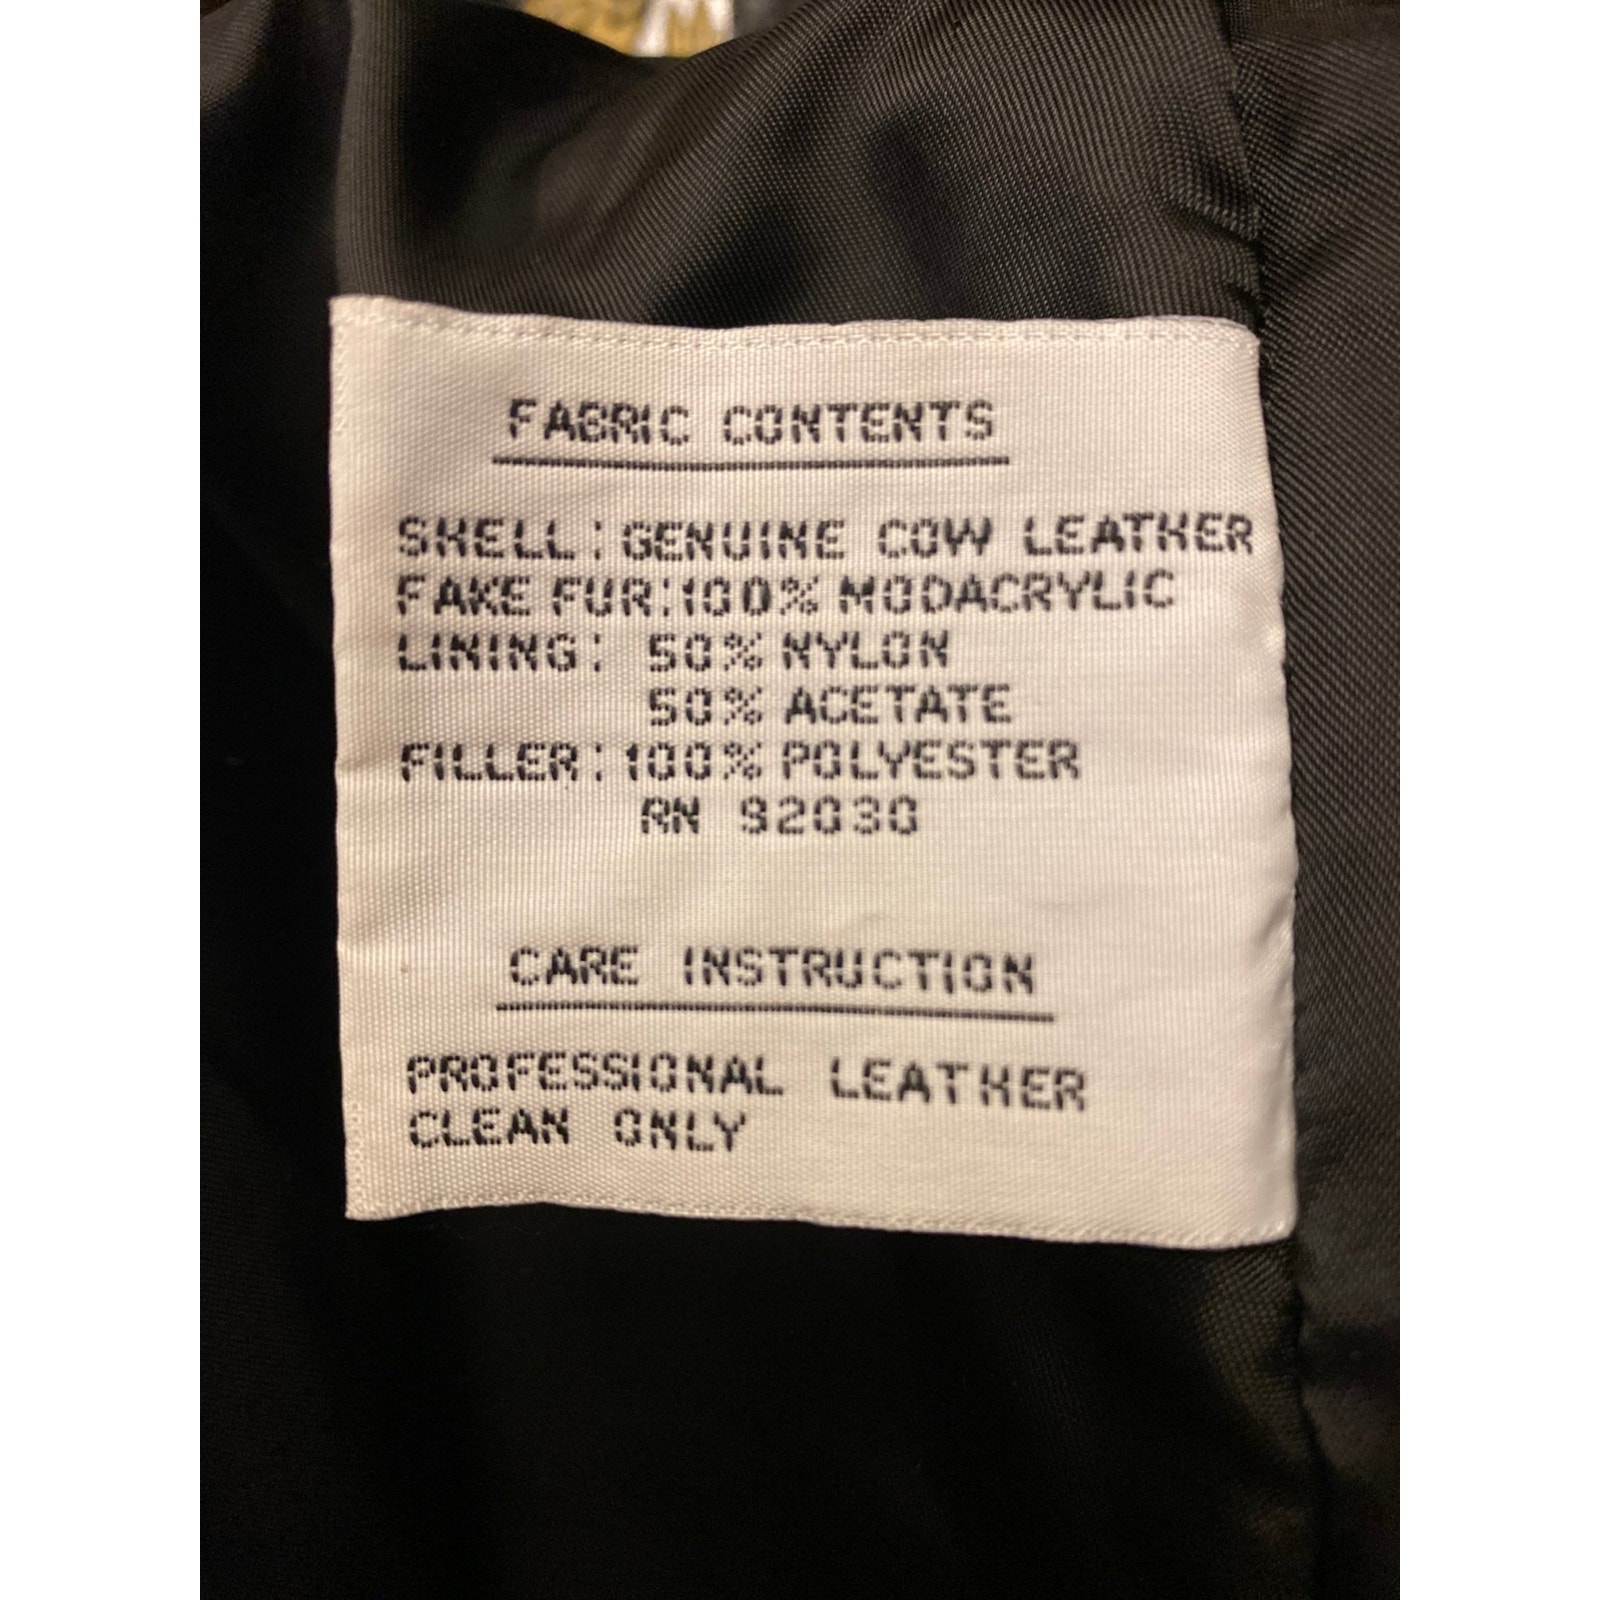 FABRIC CONTENTS
SHELL: GENUINE COW LEATHER
FAKE FUR: 100% MODACRYLIC
LINING: 50% NYLON
50% ACETATE
FILLER: 100% POLYESTER
RN 92030
CARE INSTRUCTION
PROFESSIONAL LEATHER
CLEAN ONLY